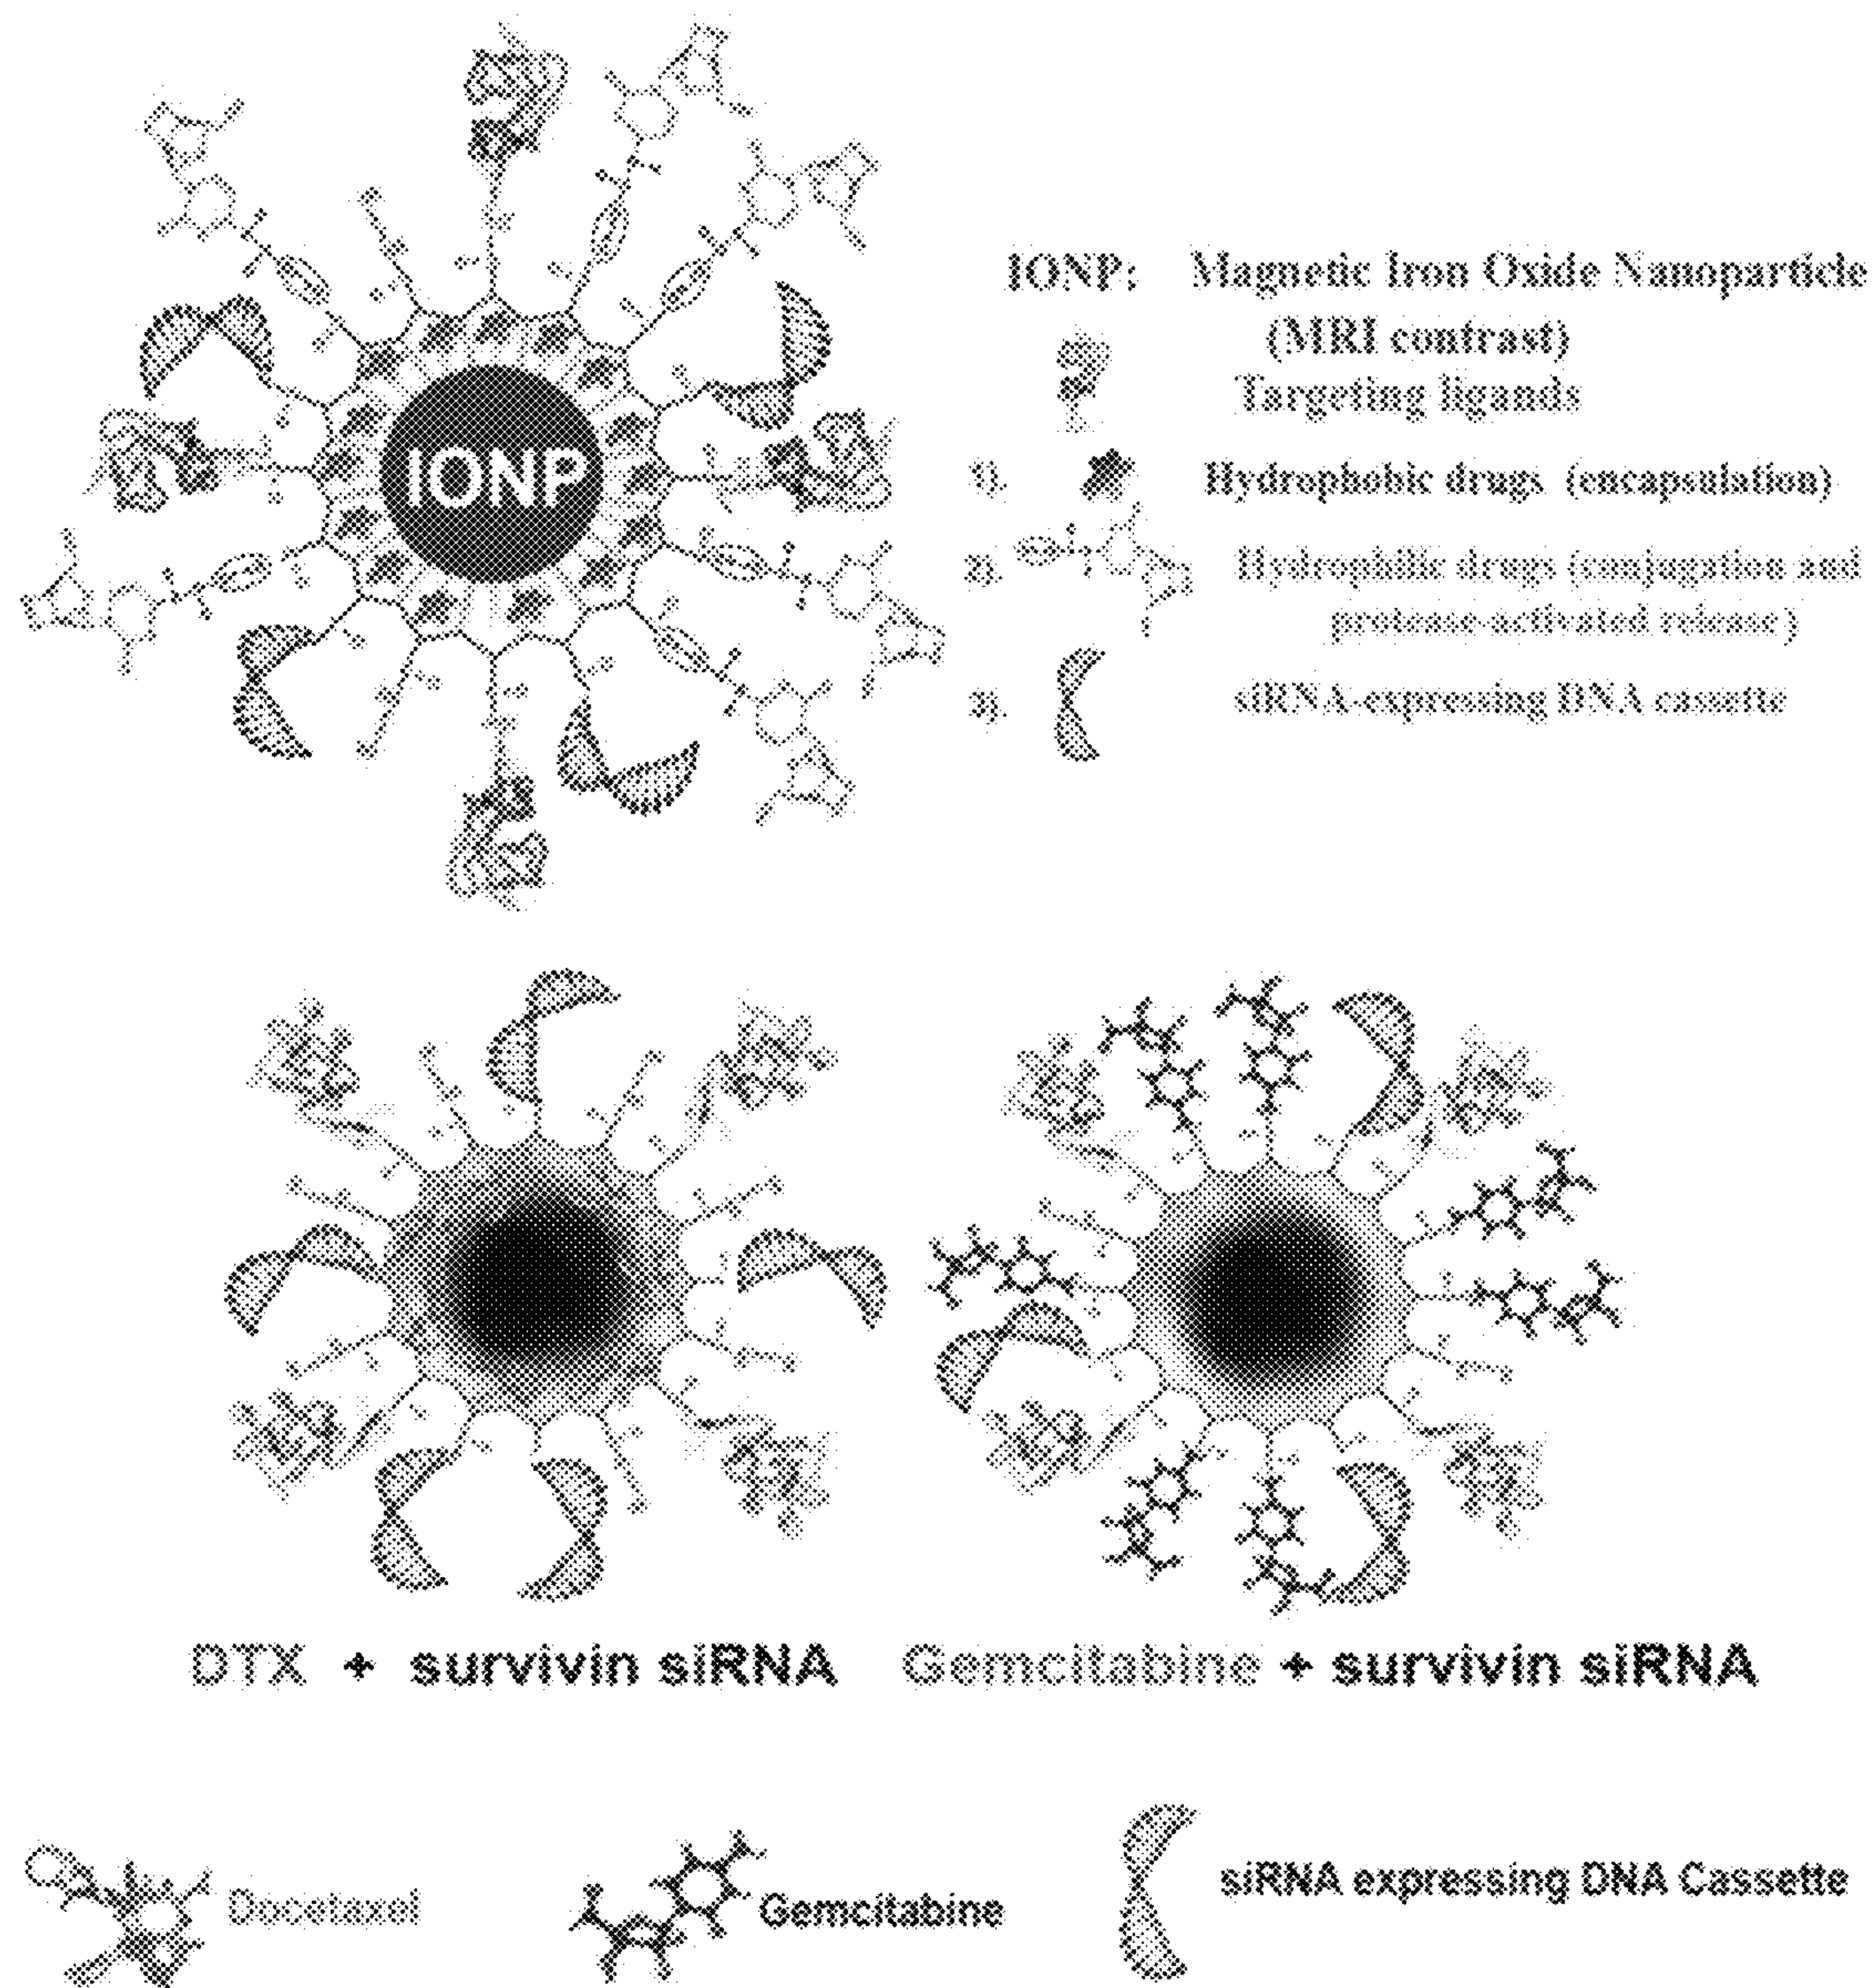 IONP
IONP: Magnetic Iron Oxide Nanoparticle
(MRI contrast)
Targeting ligands
1). Hydrophobic drugs (encapsulation)
2). Hydrophilic drugs (conjugation and
protease-activated release)
3). siRNA-expressing DNA cassette
DTX + survivin siRNA
Gemcitabine + survivin siRNA
Docetaxel
Gemcitabine
siRNA expressing DNA Cassette